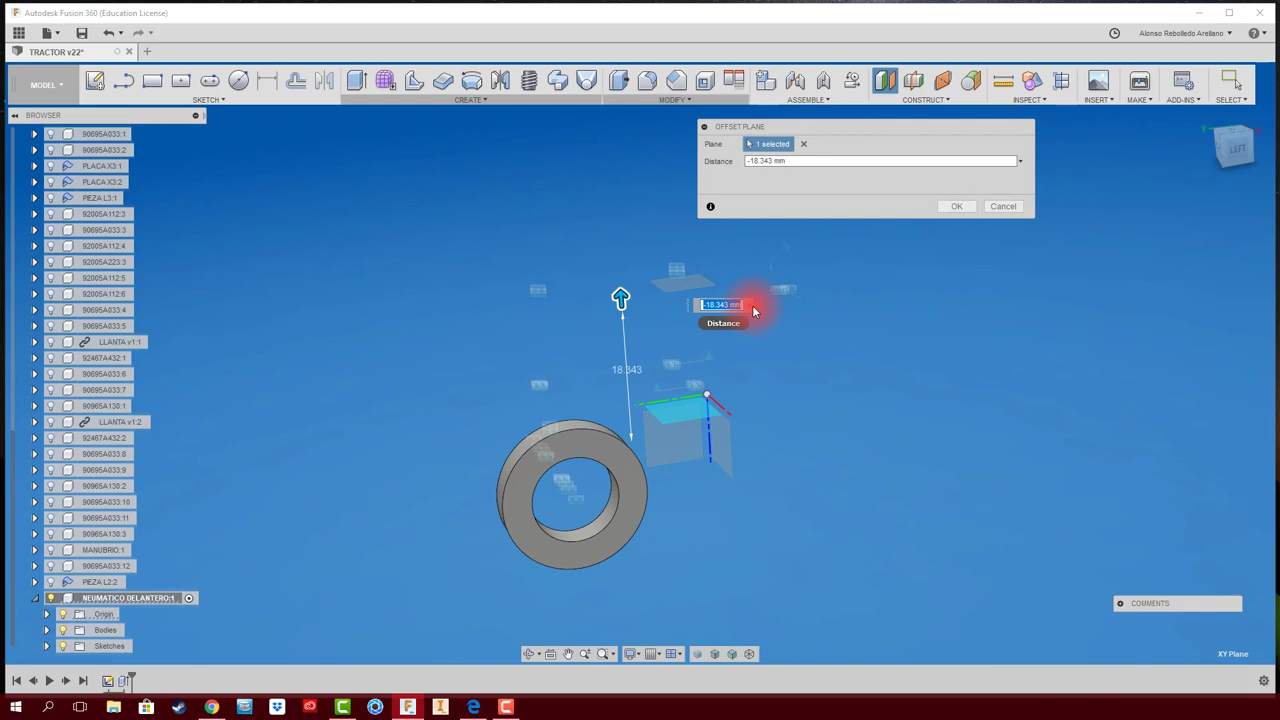 Autodesk Fusion 360 (Education License)
Alonso Rebolledo Arellano
TRACTOR v22*
MODEL
SKETCH
CREATE
MODIFY
ASSEMBLE
CONSTRUCT
INSPECT
INSERT
MAKE
ADD-INS
SELECT
BROWSER
90695A033:1
90695A033:2
PLACA X3:1
PLACA X3:2
PIEZA L3:1
92005A112:3
90695A033:3
92005A112:4
92005A223:3
92005A112:5
92005A112:6
90695A033:4
90695A033:5
LLANTA v1:1
92467A432:1
90695A033:6
90695A033:7
90965A130:1
LLANTA v1:2
92467A432:2
90695A033:8
90695A033:9
90965A130:2
90695A033:10
90695A033:11
90965A130:3
MANUBRIO:1
90695A033:12
PIEZA L2:2
NEUMATICO DELANTERO:1
Origin
Bodies
Sketches
OFFSET PLANE
Plane 1 selected
Distance -18.343 mm
OK Cancel
LEFT
-18.343 mm
Distance
18.343
COMMENTS
XY Plane